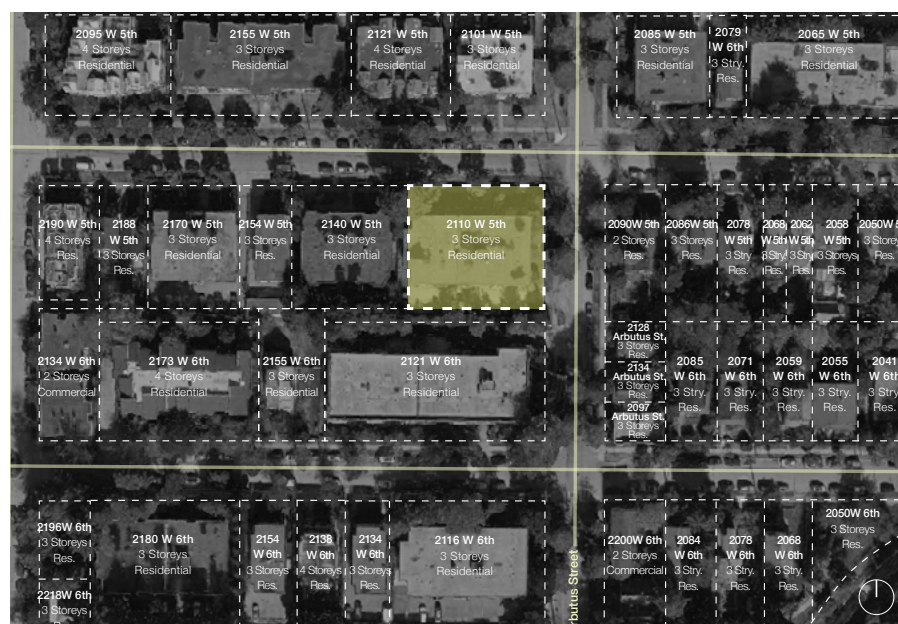 2095 W 5th
4 Storeys
Residential
2155 W 5th
3 Storeys
Residential
2121 W 5th
4 Storeys
Residential
2101 W 5th
3 Storeys
Residential
2085 W 5th
3 Storeys
Residential
2079
W 6th
3 Stry.
Res.
2065 W 5th
3 Storeys
Residential
2190 W 5th
4 Storeys
Res.
2188
W 5th
3 Storeys
Res.
2170 W 5th
3 Storeys
Residential
2154 W 5th
3 Storeys
Res.
2140 W 5th
3 Storeys
Residential
2110 W 5th
3 Storeys
Residential
2090W 5th
2 Storeys
Res.
2086W 5th
3 Storeys
Res.
2078
W 5th
3 Stry.
Res.
2068
W 5th
3 Stry.
Res.
2062
W 5th
3 Stry.
Res.
2058
W 5th
3 Storeys
Res.
2050W 5
3 Storey
Res.
2134 W 6th
2 Storeys
Commercial
2173 W 6th
4 Storeys
Residential
2155 W 6th
3 Storeys
Residential
2121 W 6th
3 Storeys
Residential
2128
Arbutus St.
3 Storeys
Res.
2134
Arbutus St.
3 Storeys
Res.
2097
Arbutus St.
3 Storeys
Res.
2085
W 6th
3 Stry.
Res.
2071
W 6th
3 Stry.
Res.
2059
W 6th
3 Stry.
Res.
2055
W 6th
3 Stry.
Res.
2041
W 6th
3 Stry.
Res.
2196W 6th
3 Storeys
Res.
2218W 6th
3 Storeys
2180 W 6th
3 Storeys
Residential
2154
W 6th
3 Storeys
Res.
2138
W 6th
4 Storeys
Res.
2134
W 6th
3 Storeys
Res.
2116 W 6th
3 Storeys
Residential
rbutus Street
2200W 6th
2 Storeys
Commercial
2084
W 6th
3 Stry.
Res.
2078
W 6th
3 Stry.
Res.
2068
W 6th
3 Stry.
Res.
2050W 6th
3 Storeys
Res.